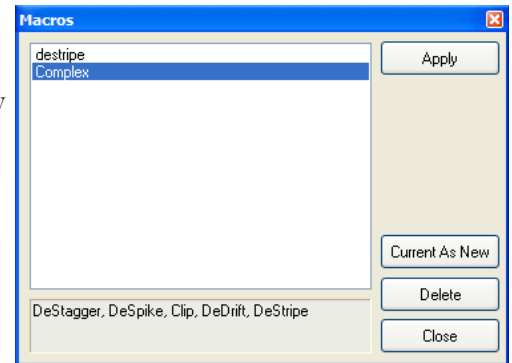 Macros
destripe
Complex
Apply
Current As New
Delete
Close
DeStagger, DeSpike, Clip, DeDrift, DeStripe